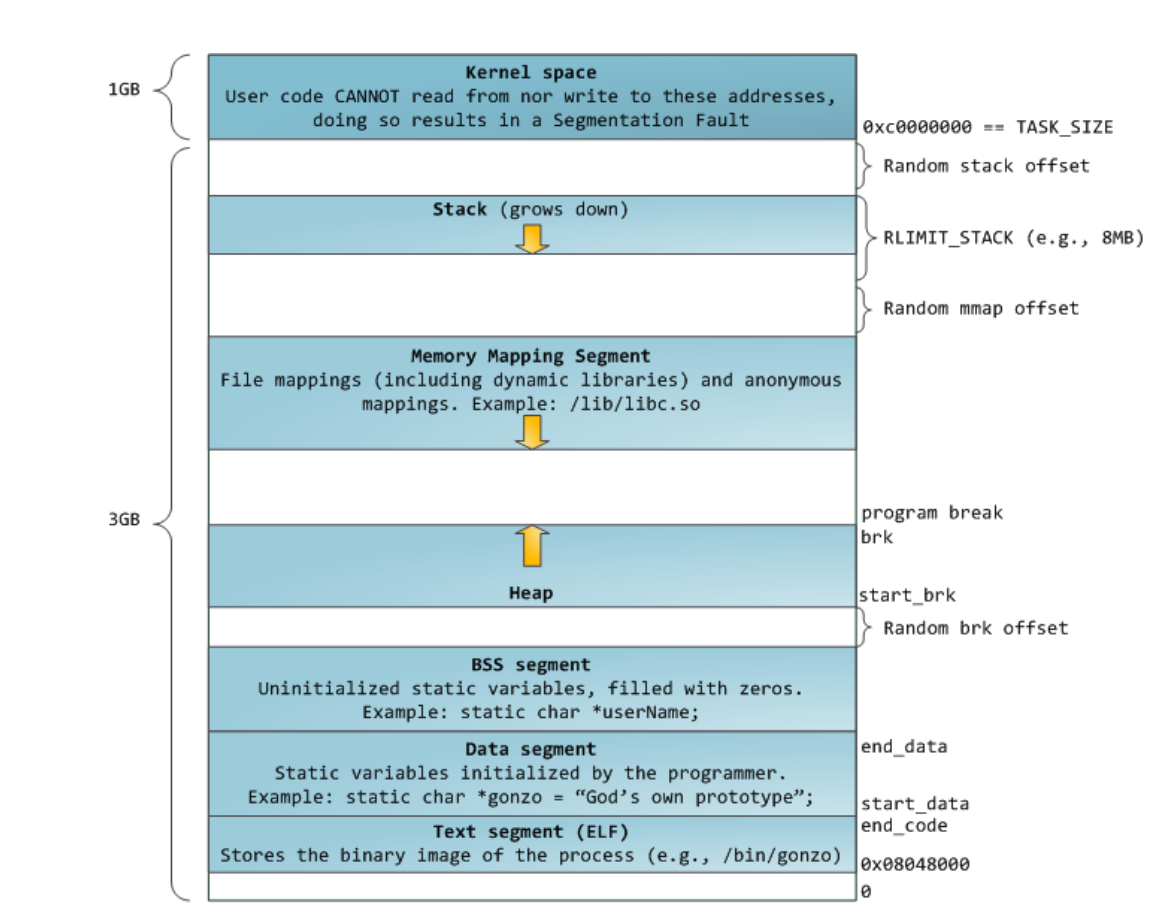 1GB
Kernel space
User code CANNOT read from nor write to these addresses,
doing so results in a Segmentation Fault
0xc0000000 == TASK_SIZE
Random stack offset
Stack (grows down)
RLIMIT_STACK (e.g., 8MB)
Random mmap offset
Memory Mapping Segment
File mappings (including dynamic libraries) and anonymous
mappings. Example: /lib/libc.so
3GB
program break
brk
Heap
start_brk
Random brk offset
BSS segment
Uninitialized static variables, filled with zeros.
Example: static char *userName;
Data segment
end_data
Static variables initialized by the programmer.
Example: static char *gonzo = “God’s own prototype”;
start_data
end_code
Text segment (ELF)
Stores the binary image of the process (e.g., /bin/gonzo)
0x08048000
0